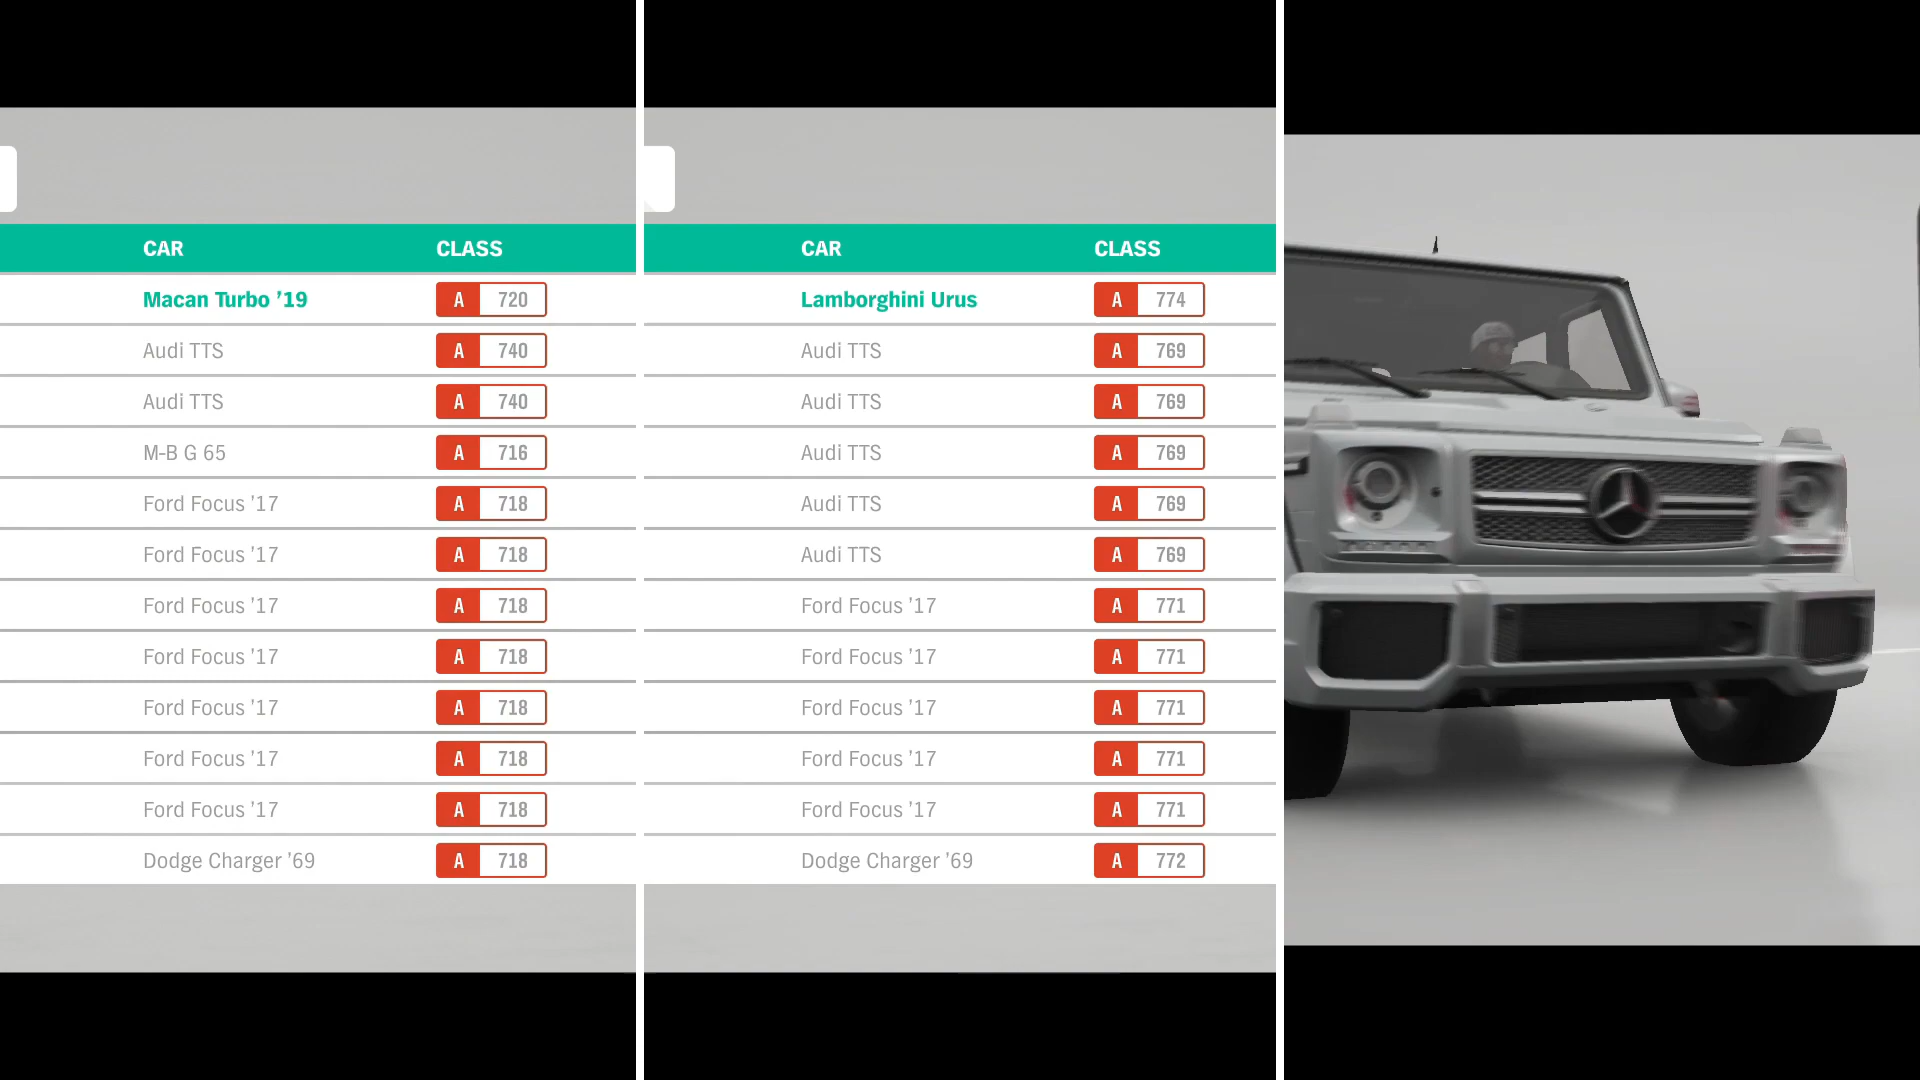 CAR CLASS
Macan Turbo ’19 A 720
Audi TTS A 740
Audi TTS A 740
M-B G 65 A 716
Ford Focus ’17 A 718
Ford Focus ’17 A 718
Ford Focus ’17 A 718
Ford Focus ’17 A 718
Ford Focus ’17 A 718
Ford Focus ’17 A 718
Ford Focus ’17 A 718
Dodge Charger ’69 A 718
CAR CLASS
Lamborghini Urus A 774
Audi TTS A 769
Audi TTS A 769
Audi TTS A 769
Audi TTS A 769
Audi TTS A 769
Ford Focus ’17 A 771
Ford Focus ’17 A 771
Ford Focus ’17 A 771
Ford Focus ’17 A 771
Ford Focus ’17 A 771
Dodge Charger ’69 A 772